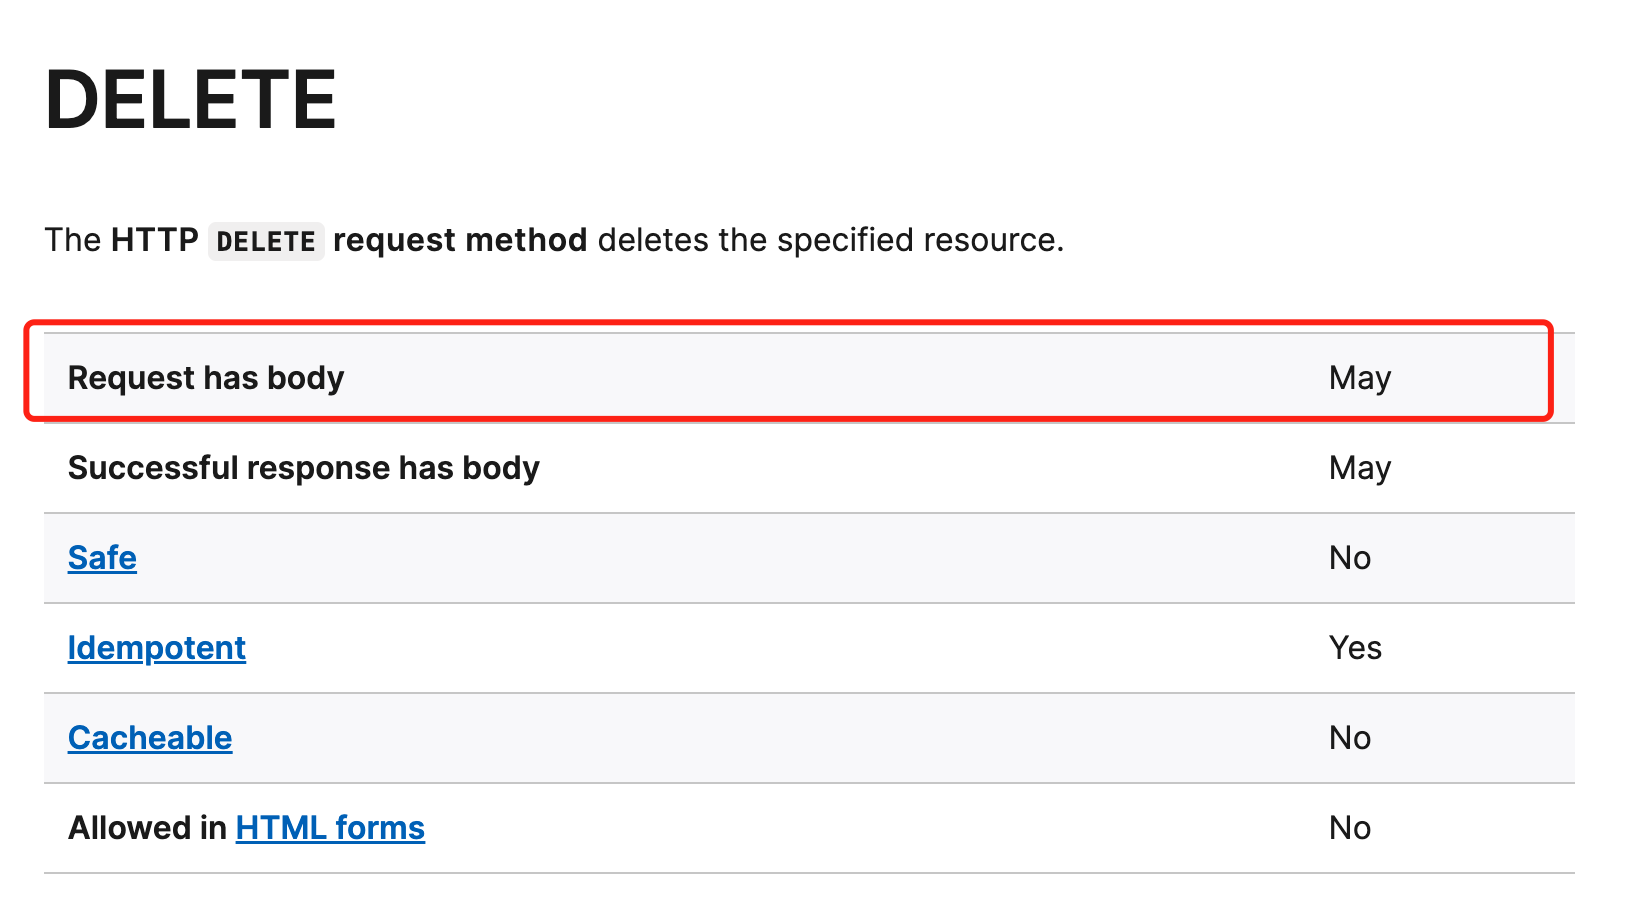 DELETE
The HTTP DELETE request method deletes the specified resource.
Request has body May
Successful response has body May
Safe No
Idempotent Yes
Cacheable No
Allowed in HTML forms No